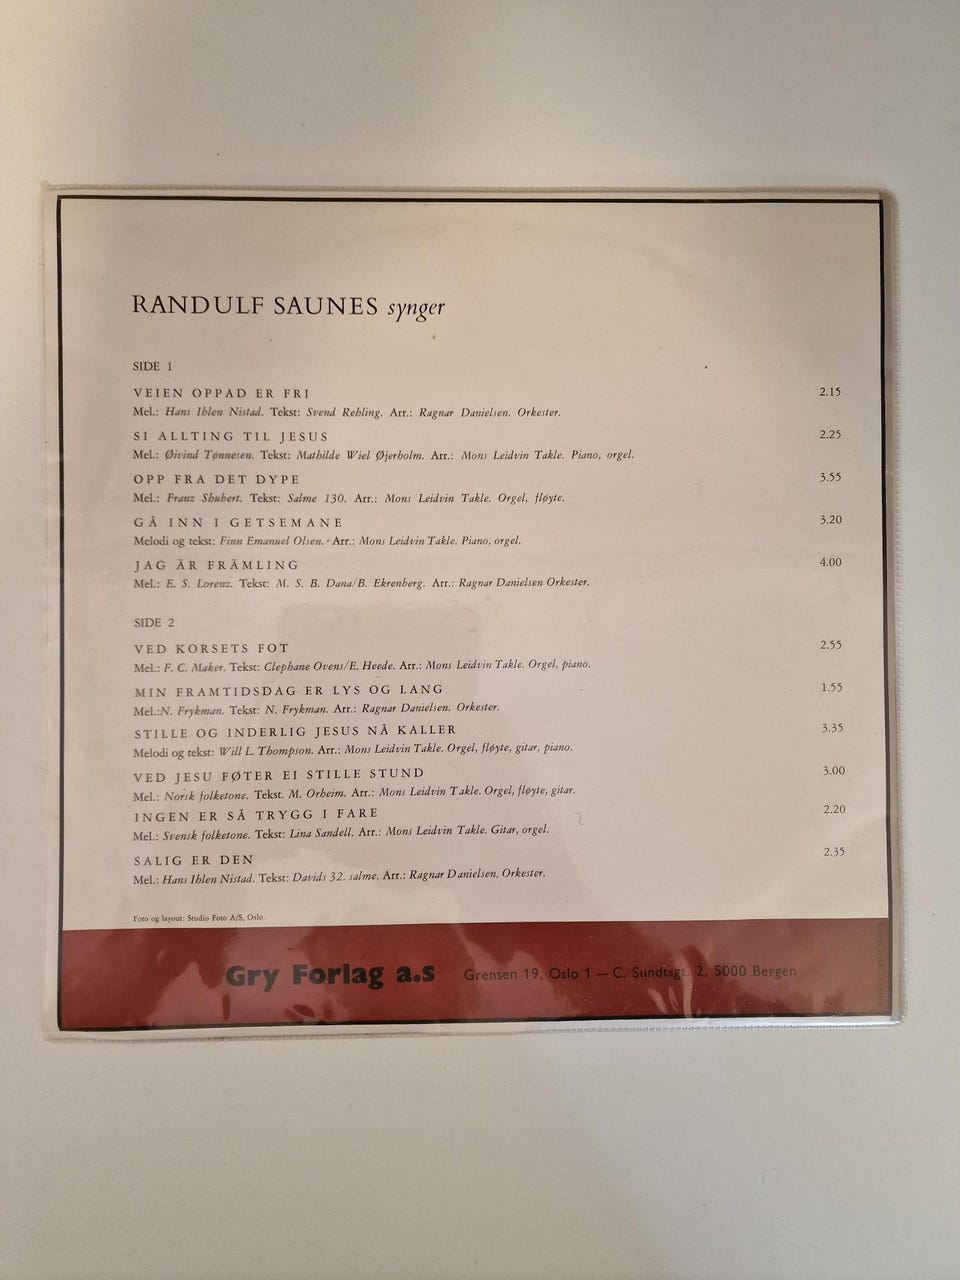 RANDULF SAUNES synger
SIDE 1
VEIEN OPPAD ER FRI 2.15
Mel.: Hans Ihlen Nistad. Tekst: Svend Rehling. Arr.: Ragnar Danielsen. Orkester.
SI ALLTING TIL JESUS 2.25
Mel.: Øivind Tønnesen. Tekst: Mathilde Wiel Øjerholm. Arr.: Mons Leidvin Takle. Piano, orgel.
OPP FRA DET DYPE 3.55
Mel.: Franz Shubert. Tekst: Salme 130. Arr.: Mons Leidvin Takle. Orgel, fløyte.
GÅ INN I GETSEMANE 3.20
Melodi og tekst: Finn Emanuel Olsen. Arr.: Mons Leidvin Takle. Piano, orgel.
JAG ÄR FRÄMLING 4.00
Mel.: E. S. Lorenz. Tekst: M. S. B. Dana/B. Ekrenberg. Arr.: Ragnar Danielsen Orkester.
SIDE 2
VED KORSETS FOT 2.55
Mel.: F. C. Maker. Tekst: Clephane Ovens/E. Heede. Arr.: Mons Leidvin Takle. Orgel, piano.
MIN FRAMTIDSDAG ER LYS OG LANG 1.55
Mel.:N. Frykman. Tekst: N. Frykman. Arr.: Ragnar Danielsen. Orkester.
STILLE OG INDERLIG JESUS NÅ KALLER 3.35
Melodi og tekst: Will L. Thompson. Arr.: Mons Leidvin Takle. Orgel, fløyte, gitar, piano.
VED JESU FØTER EI STILLE STUND 3.00
Mel.: Norsk folketone. Tekst. M. Orheim. Arr.: Mons Leidvin Takle. Orgel, fløyte, gitar.
INGEN ER SÅ TRYGG I FARE 2.20
Mel.: Svensk folketone. Tekst: Lina Sandell. Arr.: Mons Leidvin Takle. Gitar, orgel.
SALIG ER DEN 2.35
Mel.: Hans Ihlen Nistad. Tekst: Davids 32. salme. Arr.: Ragnar Danielsen. Orkester.
Foto og layout: Studio Foto A/S, Oslo.
Gry Forlag a.s Grensen 19, Oslo 1 — C. Sundtsgt. 2, 5000 Bergen